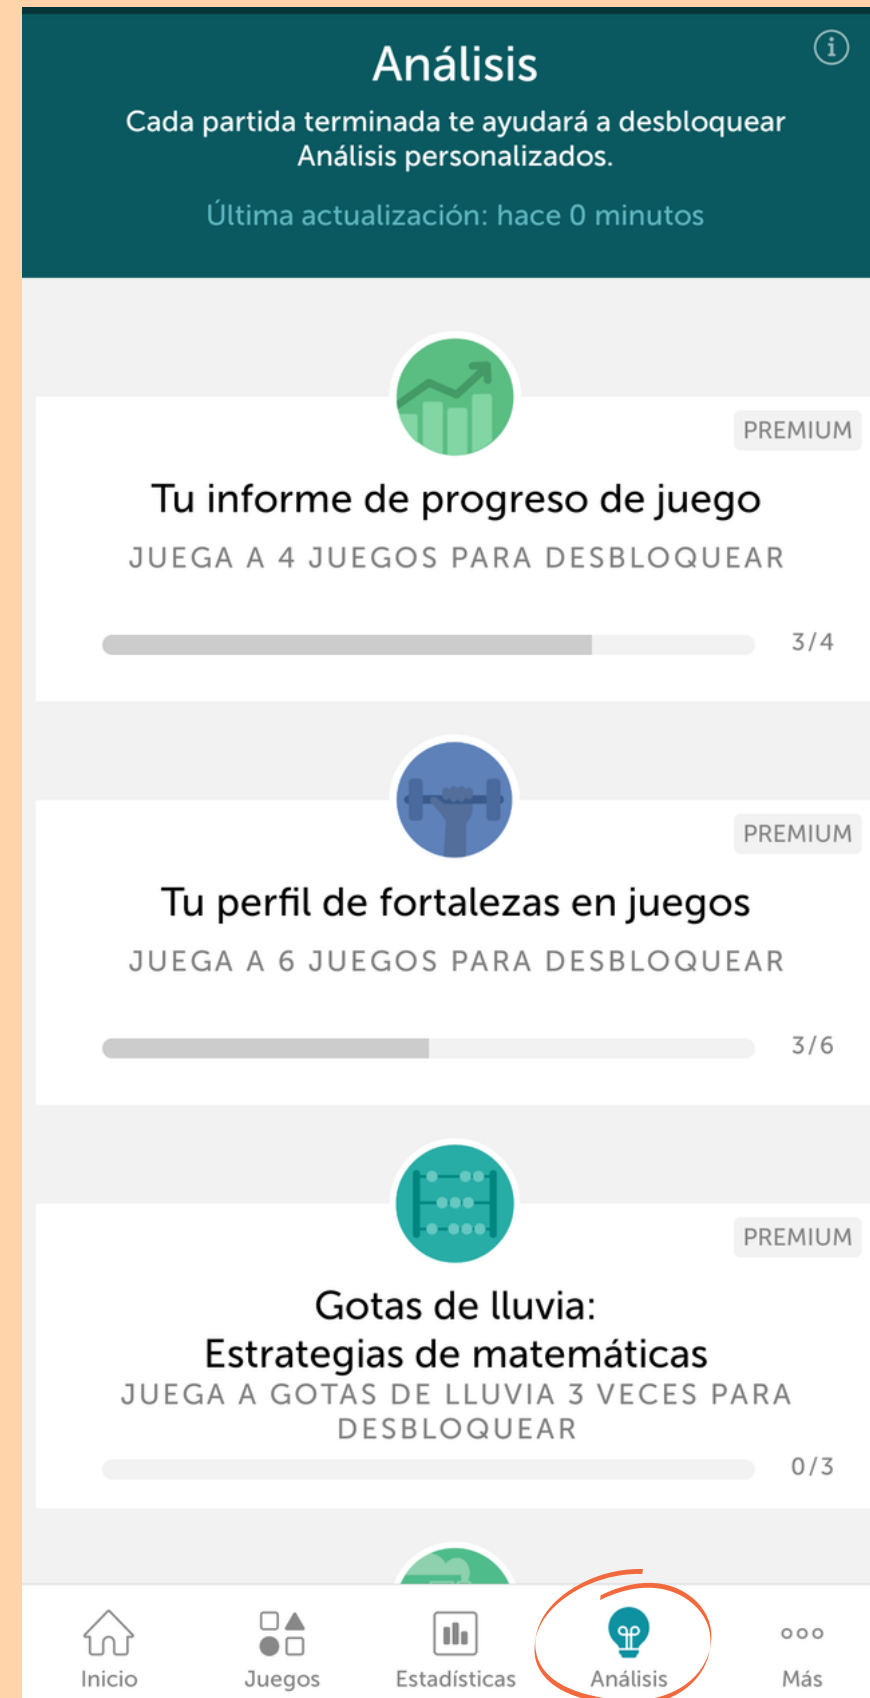 Análisis
Cada partida terminada te ayudará a desbloquear
Análisis personalizados.
Última actualización: hace 0 minutos
PREMIUM
Tu informe de progreso de juego
JUEGA A 4 JUEGOS PARA DESBLOQUEAR
3/4
PREMIUM
Tu perfil de fortalezas en juegos
JUEGA A 6 JUEGOS PARA DESBLOQUEAR
3/6
PREMIUM
Gotas de lluvia:
Estrategias de matemáticas
JUEGA A GOTAS DE LLUVIA 3 VECES PARA
DESBLOQUEAR
0/3
Inicio Juegos Estadísticas Análisis Más